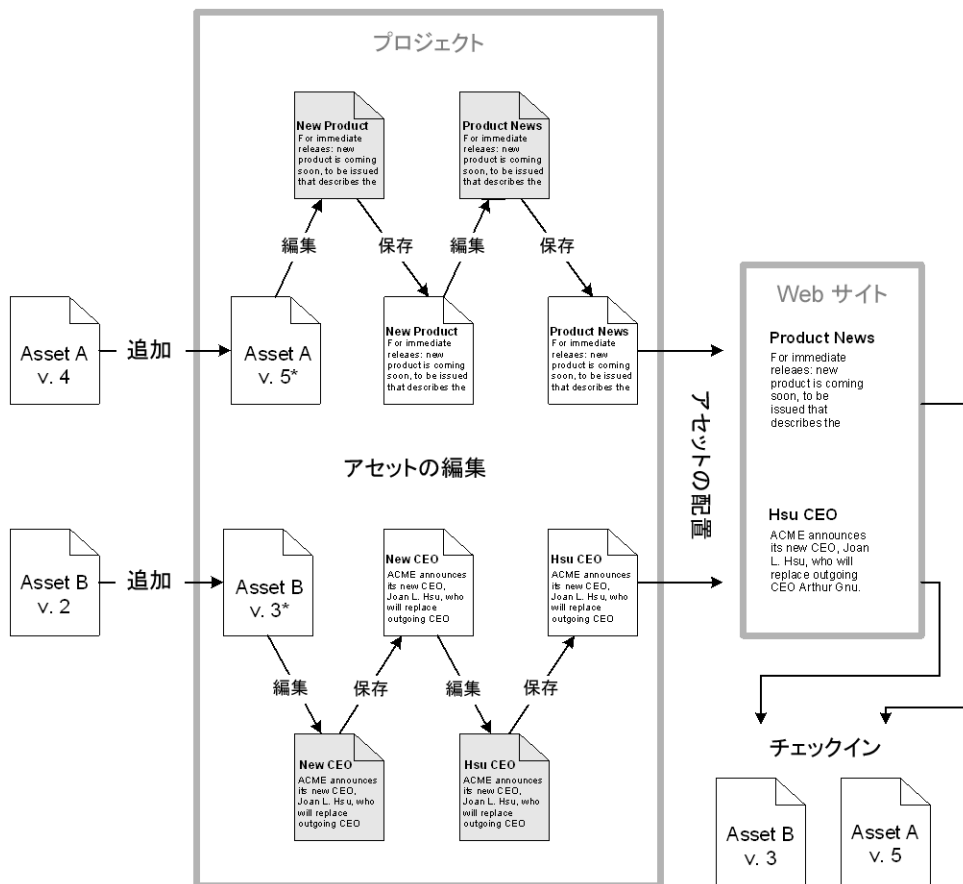 プロジェクト
New Product
For immediate
releaes: new
product is coming
soon, to be issued
that describes the
Product News
For immediate
releaes: new
product is coming
soon, to be issued
that describes the
編集
保存
編集
保存
Asset A
v. 4
追加
Asset A
v. 5*
New Product
For immediate
releaes: new
product is coming
soon, to be issued
that describes the
Product News
For immediate
releaes: new
product is coming
soon, to be issued
that describes the
アセットの配置
Web サイト
Product News
For immediate
releaes: new
product is coming
soon, to be
issued that
describes the
Hsu CEO
ACME announces
its new CEO, Joan
L. Hsu, who will
replace outgoing
CEO Arthur Gnu.
アセットの編集
Asset B
v. 2
追加
Asset B
v. 3*
New CEO
ACME announces
its new CEO,
Joan L. Hsu, who
will replace
outgoing CEO
Hsu CEO
ACME announces
its new CEO,
Joan L. Hsu, who
will replace
outgoing CEO
編集
保存
編集
保存
New CEO
ACME announces
its new CEO,
Joan L. Hsu, who
will replace
outgoing CEO
Hsu CEO
ACME announces
its new CEO,
Joan L. Hsu, who
will replace
outgoing CEO
チェックイン
Asset B
v. 3
Asset A
v. 5